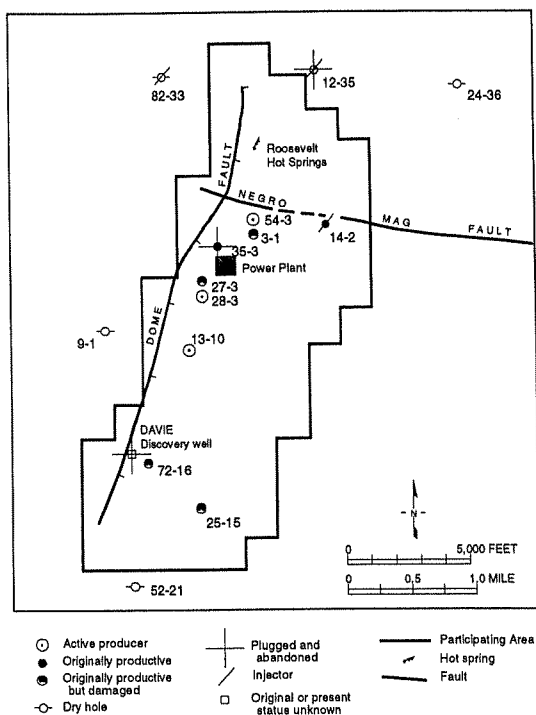 12-35
82-33
24-36
Roosevelt
Hot Springs
FAULT
NEGRO
MAG
FAULT
54-3
3-1
14-2
35-3
Power Plant
27-3
28-3
DOME
9-1
13-10
DAVIE
Discovery well
72-16
25-15
N
0 5,000 FEET
0 0.5 1.0 MILE
52-21
Active producer
Originally productive
Originally productive
but damaged
Dry hole
Plugged and
abandoned
Injector
Original or present
status unknown
Participating Area
Hot spring
Fault